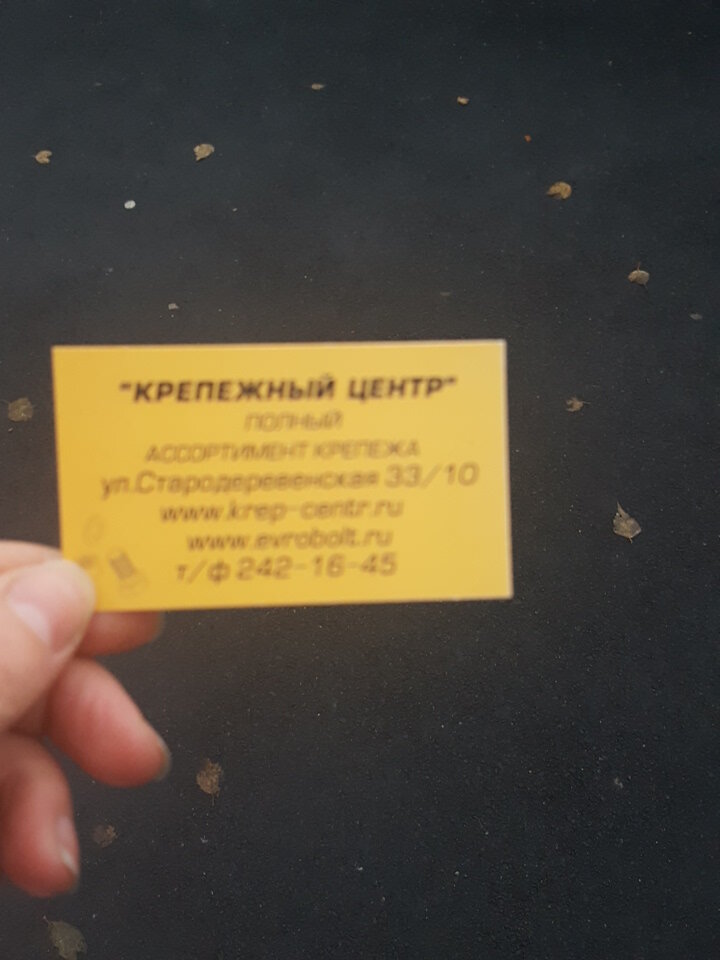 "КРЕПЕЖНЫЙ ЦЕНТР"
ПОЛНЫЙ
АССОРТИМЕНТ КРЕПЕЖА
ул.Стародеревенская 33/10
www.krep-centr.ru
www.evrobolt.ru
т/ф 242-16-45